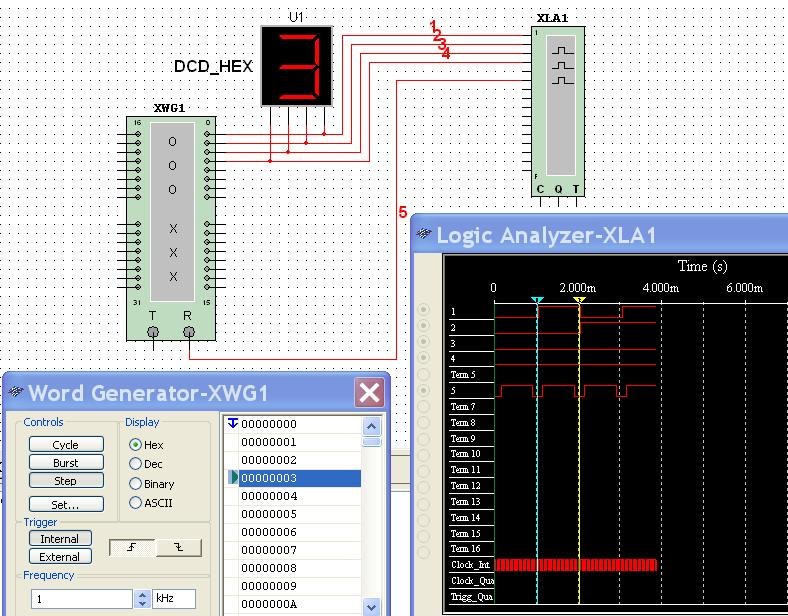 U1
XLA1
DCD_HEX
3
1
2
3
4
1
F
C Q T
XWG1
16 0
O
O
O
X
X
X
31 15
T R
5
Logic Analyzer-XLA1
Time (s)
0 2.000m 4.000m 6.000m
1
2
3
4
Term 5
5
Term 7
Term 8
Term 9
Term 10
Term 11
Term 12
Term 13
Term 14
Term 15
Term 16
Clock_Int
Clock_Qua
Trigg_Qua
Word Generator-XWG1
Controls
Cycle
Burst
Step
Set...
Display
Hex
Dec
Binary
ASCII
Trigger
Internal
External
Frequency
1 kHz
00000000
00000001
00000002
00000003
00000004
00000005
00000006
00000007
00000008
00000009
0000000A